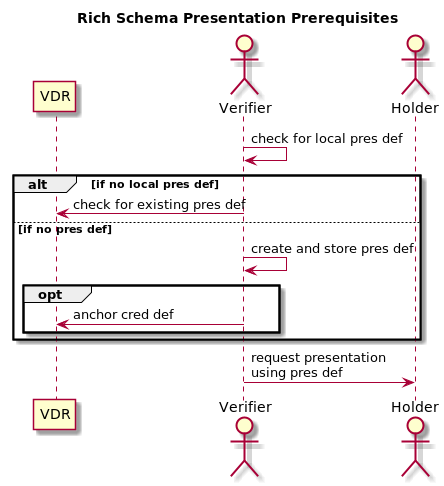 Rich Schema Presentation Prerequisites
VDR
Verifier
Holder
check for local pres def
alt
[if no local pres def]
check for existing pres def
[if no pres def]
create and store pres def
opt
anchor cred def
request presentation
using pres def
VDR
Verifier
Holder